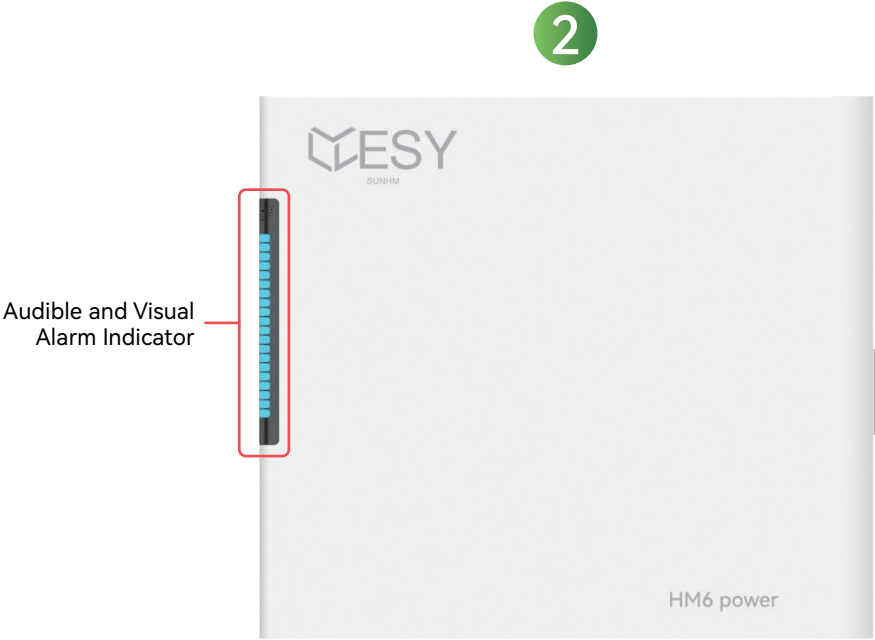 2
ESY
SUNHM
Audible and Visual
Alarm Indicator
HM6 power